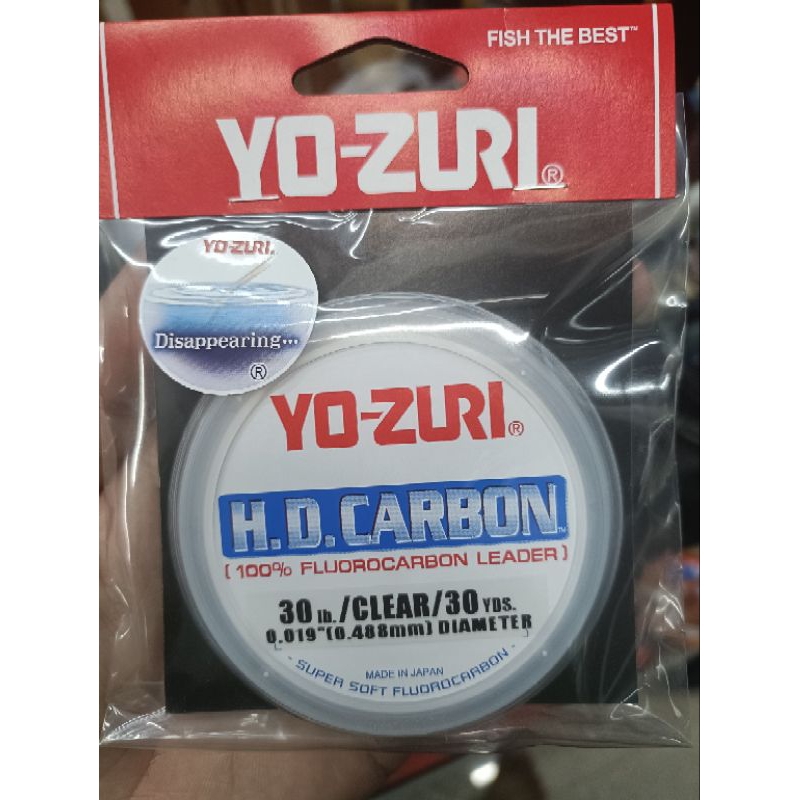 FISH THE BEST™
YO-ZURI®
YO-ZURI.
Disappearing...
®
YO-ZURI®
H.D.CARBON™
[ 100% FLUOROCARBON LEADER ]
30 lb./CLEAR/30 YDS.
0.019"(0.488mm) DIAMETER
MADE IN JAPAN
- SUPER SOFT FLUOROCARBON -